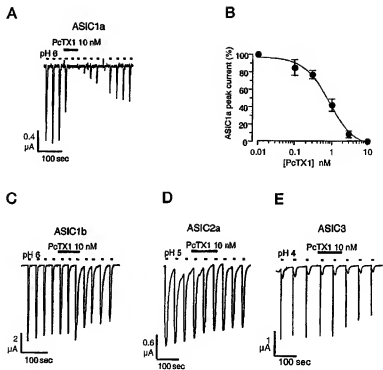 A
ASIC1a
PcTX1 10 nM
pH 6
0.4
µA
100 sec
B
ASIC1a peak current (%)
100
80
60
40
20
0
0.01
0.1
1
10
[PcTX1] nM
C
ASIC1b
PcTX1 10 nM
pH 6
2
µA
100 sec
D
ASIC2a
PcTX1 10 nM
pH 5
0.6
µA
100 sec
E
ASIC3
PcTX1 10 nM
pH 4
1
µA
100 sec